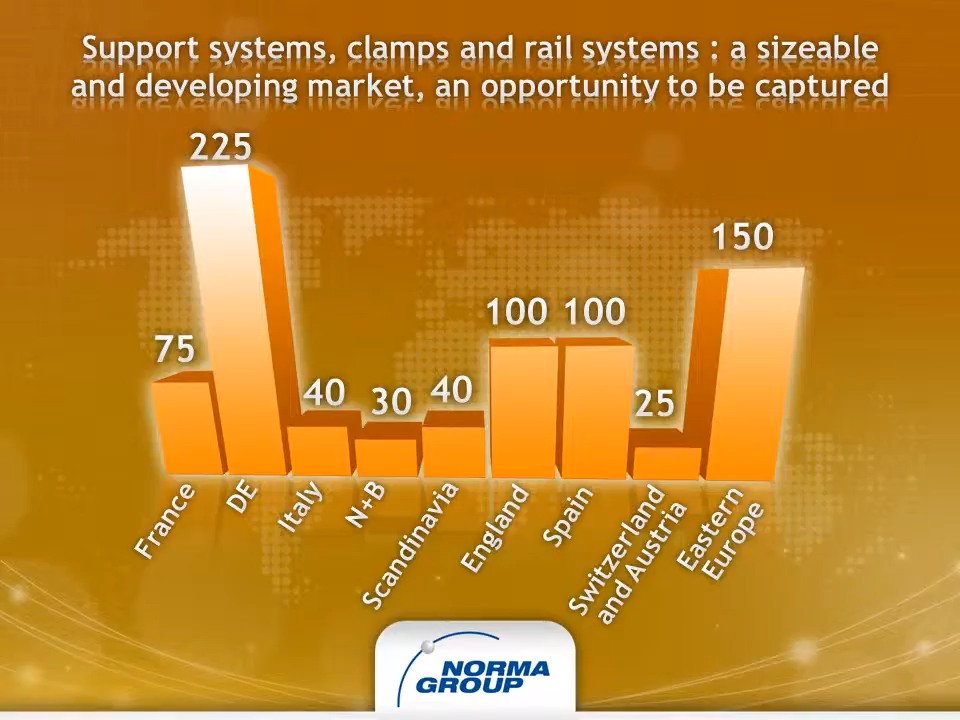 Support systems, clamps and rail systems : a sizeable
and developing market, an opportunity to be captured
225
150
100 100
75
40 30 40
25
France
DE
Italy
N+B
Scandinavia
England
Spain
Switzerland
and Austria
Eastern
Europe
NORMA
GROUP